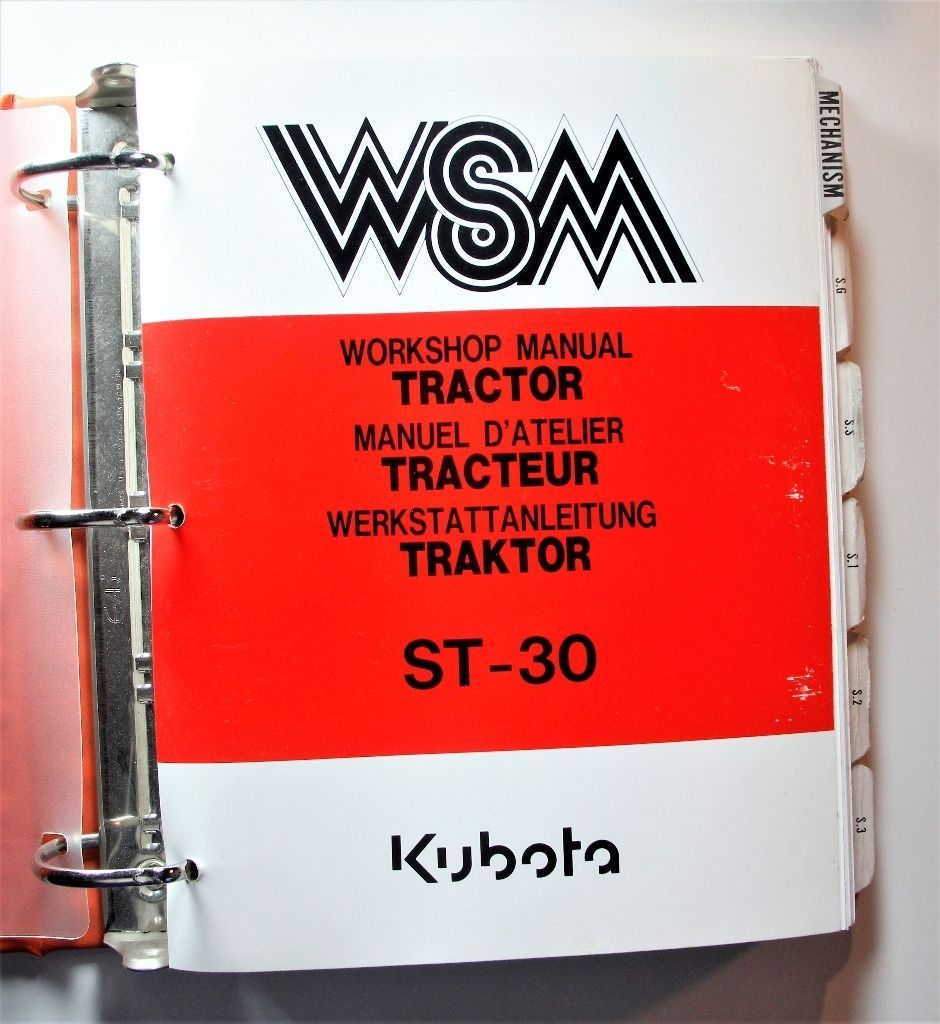 WSM
WORKSHOP MANUAL
TRACTOR
MANUEL D'ATELIER
TRACTEUR
WERKSTATTANLEITUNG
TRAKTOR
ST-30
Kubota
MECHANISM
S.G
S.S
S.1
S.2
S.3